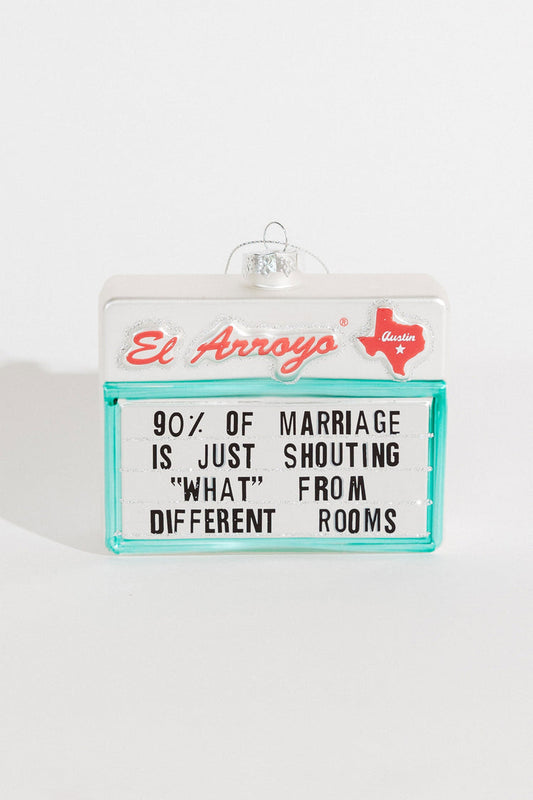 El Arroyo®
Austin
90% OF MARRIAGE
IS JUST SHOUTING
"WHAT" FROM
DIFFERENT ROOMS